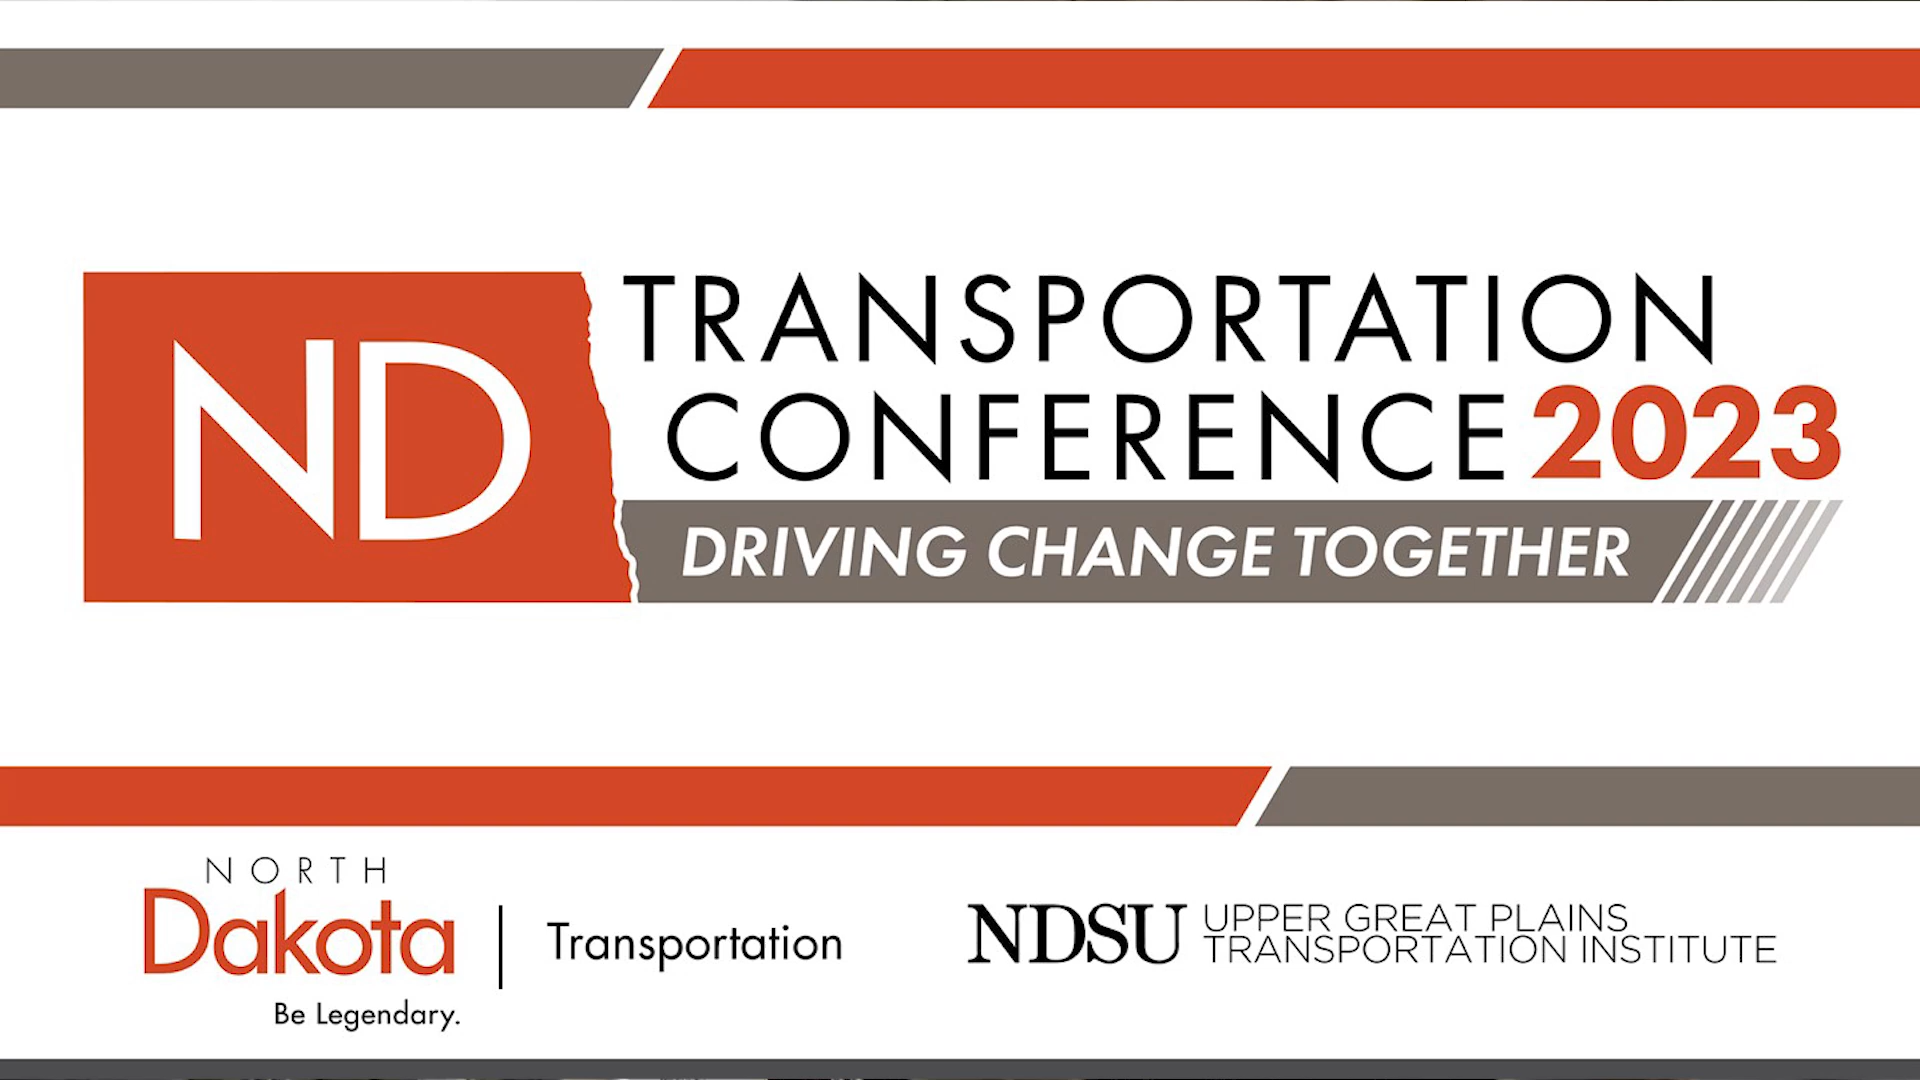 ND
TRANSPORTATION
CONFERENCE 2023
DRIVING CHANGE TOGETHER
NORTH
Dakota
Be Legendary.
Transportation
NDSU
UPPER GREAT PLAINS
TRANSPORTATION INSTITUTE